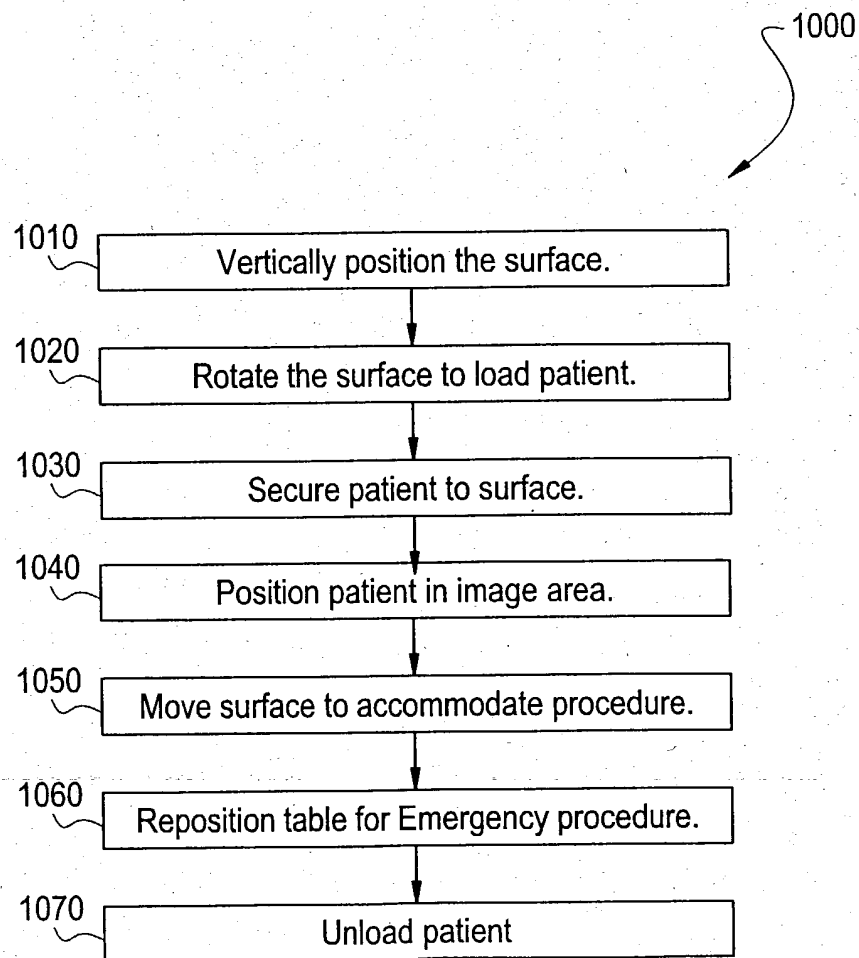 1000
1010
Vertically position the surface.
1020
Rotate the surface to load patient.
1030
Secure patient to surface.
1040
Position patient in image area.
1050
Move surface to accommodate procedure.
1060
Reposition table for Emergency procedure.
1070
Unload patient